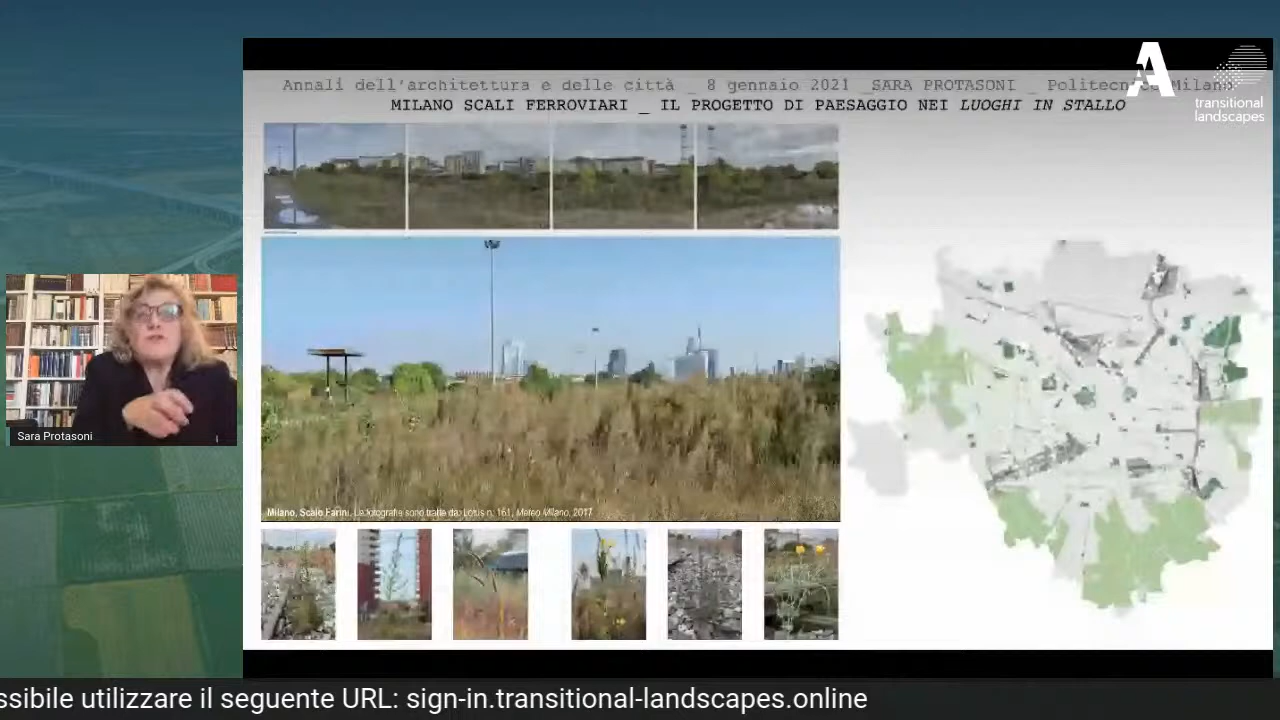 Annali dell'architettura e delle città _ 8 gennaio 2021 _SARA PROTASONI _ Politecnico Milano
MILANO SCALI FERROVIARI _ IL PROGETTO DI PAESAGGIO NEI LUOGHI IN STALLO
A
transitional
landscapes
Sara Protasoni
Milano, Scalo Farini. Le fotografie sono tratte da: Lotus n. 161, Meteo Milano, 2017
ssibile utilizzare il seguente URL: sign-in.transitional-landscapes.online